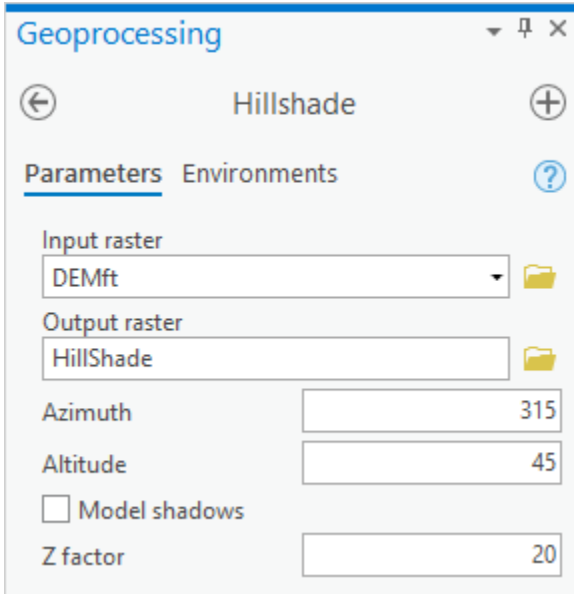 Geoprocessing
Hillshade
Parameters Environments
Input raster
DEMft
Output raster
HillShade
Azimuth 315
Altitude 45
Model shadows
Z factor 20